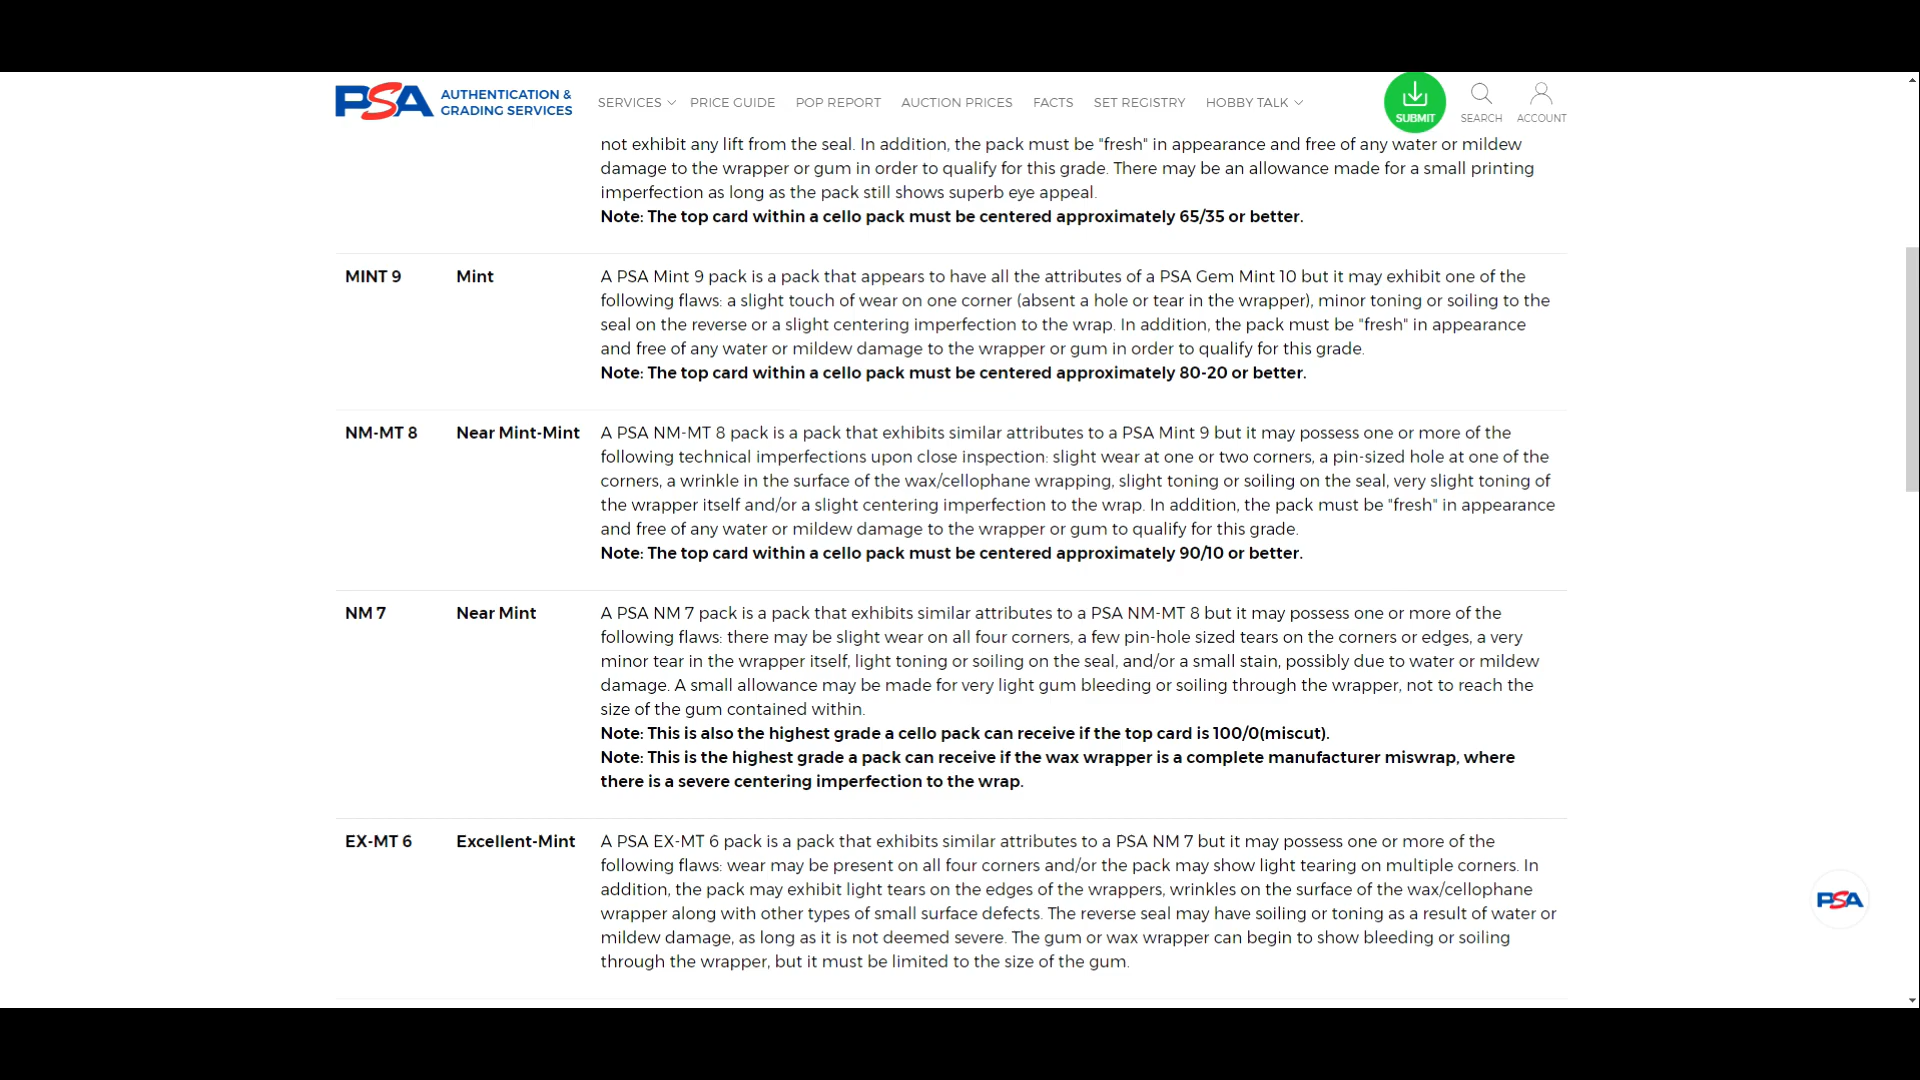 PSA AUTHENTICATION & GRADING SERVICES
SERVICES PRICE GUIDE POP REPORT AUCTION PRICES FACTS SET REGISTRY HOBBY TALK SUBMIT SEARCH ACCOUNT
not exhibit any lift from the seal. In addition, the pack must be "fresh" in appearance and free of any water or mildew
damage to the wrapper or gum in order to qualify for this grade. There may be an allowance made for a small printing
imperfection as long as the pack still shows superb eye appeal.
Note: The top card within a cello pack must be centered approximately 65/35 or better.
MINT 9 Mint A PSA Mint 9 pack is a pack that appears to have all the attributes of a PSA Gem Mint 10 but it may exhibit one of the
following flaws: a slight touch of wear on one corner (absent a hole or tear in the wrapper), minor toning or soiling to the
seal on the reverse or a slight centering imperfection to the wrap. In addition, the pack must be "fresh" in appearance
and free of any water or mildew damage to the wrapper or gum in order to qualify for this grade.
Note: The top card within a cello pack must be centered approximately 80-20 or better.
NM-MT 8 Near Mint-Mint A PSA NM-MT 8 pack is a pack that exhibits similar attributes to a PSA Mint 9 but it may possess one or more of the
following technical imperfections upon close inspection: slight wear at one or two corners, a pin-sized hole at one of the
corners, a wrinkle in the surface of the wax/cellophane wrapping, slight toning or soiling on the seal, very slight toning of
the wrapper itself and/or a slight centering imperfection to the wrap. In addition, the pack must be "fresh" in appearance
and free of any water or mildew damage to the wrapper or gum to qualify for this grade.
Note: The top card within a cello pack must be centered approximately 90/10 or better.
NM 7 Near Mint A PSA NM 7 pack is a pack that exhibits similar attributes to a PSA NM-MT 8 but it may possess one or more of the
following flaws: there may be slight wear on all four corners, a few pin-hole sized tears on the corners or edges, a very
minor tear in the wrapper itself, light toning or soiling on the seal, and/or a small stain, possibly due to water or mildew
damage. A small allowance may be made for very light gum bleeding or soiling through the wrapper, not to reach the
size of the gum contained within.
Note: This is also the highest grade a cello pack can receive if the top card is 100/0(miscut).
Note: This is the highest grade a pack can receive if the wax wrapper is a complete manufacturer miswrap, where
there is a severe centering imperfection to the wrap.
EX-MT 6 Excellent-Mint A PSA EX-MT 6 pack is a pack that exhibits similar attributes to a PSA NM 7 but it may possess one or more of the
following flaws: wear may be present on all four corners and/or the pack may show light tearing on multiple corners. In
addition, the pack may exhibit light tears on the edges of the wrappers, wrinkles on the surface of the wax/cellophane
wrapper along with other types of small surface defects. The reverse seal may have soiling or toning as a result of water or
mildew damage, as long as it is not deemed severe. The gum or wax wrapper can begin to show bleeding or soiling
through the wrapper, but it must be limited to the size of the gum.
PSA